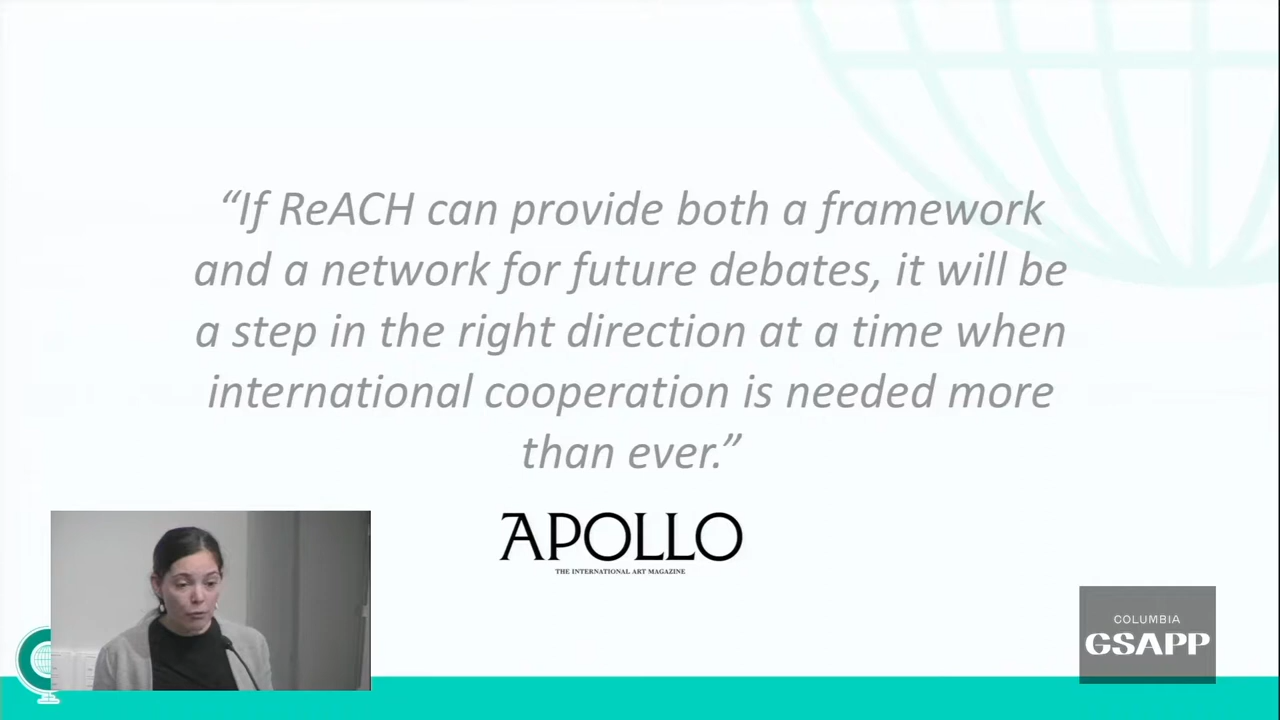 “If ReACH can provide both a framework
and a network for future debates, it will be
a step in the right direction at a time when
international cooperation is needed more
than ever.”
APOLLO
THE INTERNATIONAL ART MAGAZINE
COLUMBIA
GSAPP